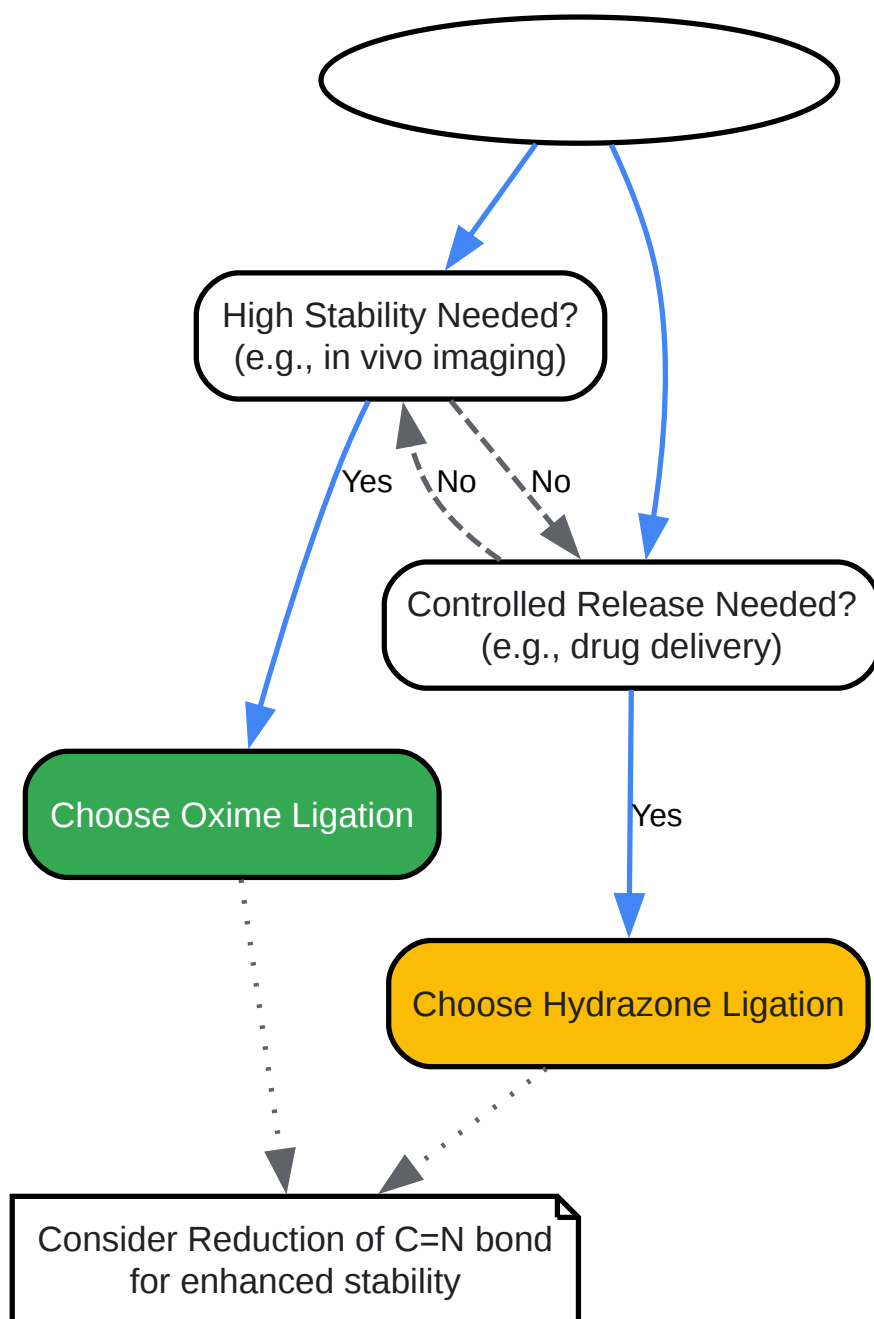 High Stability Needed?
(e.g., in vivo imaging)
Yes
No
No
Controlled Release Needed?
(e.g., drug delivery)
Choose Oxime Ligation
Yes
Choose Hydrazone Ligation
Consider Reduction of C=N bond
for enhanced stability